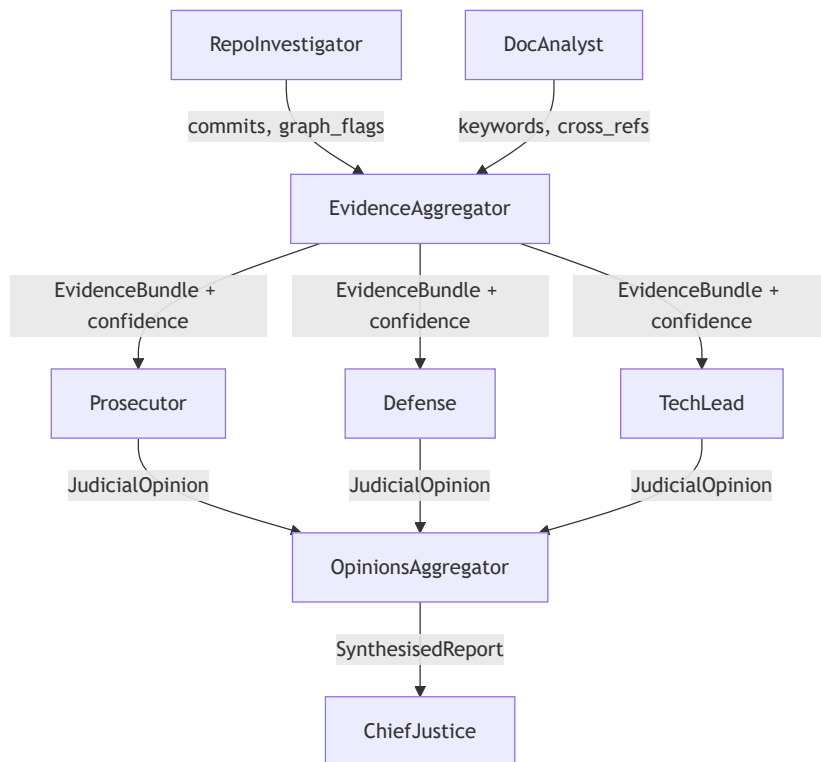 RepoInvestigator
DocAnalyst
commits, graph_flags
keywords, cross_refs
EvidenceAggregator
EvidenceBundle +
confidence
EvidenceBundle +
confidence
EvidenceBundle +
confidence
Prosecutor
Defense
TechLead
JudicialOpinion
JudicialOpinion
JudicialOpinion
OpinionsAggregator
SynthesisedReport
ChiefJustice